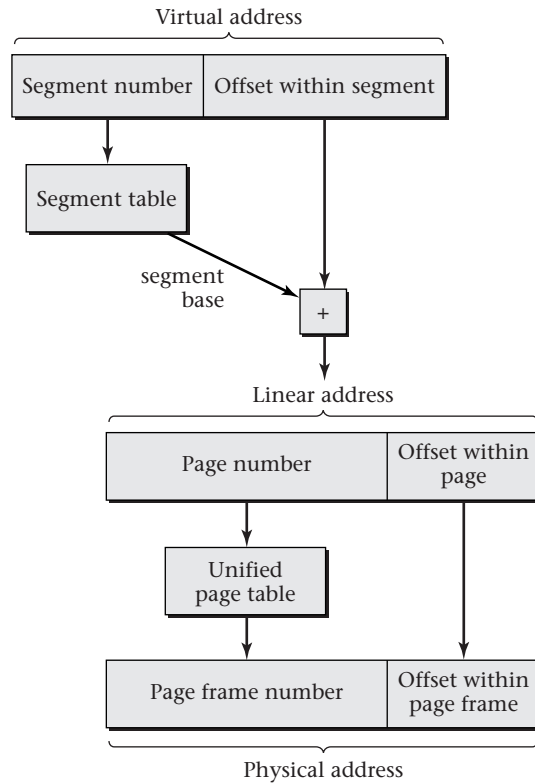 Virtual address
Segment number
Offset within segment
Segment table
segment
base
+
Linear address
Page number
Offset within
page
Unified
page table
Page frame number
Offset within
page frame
Physical address